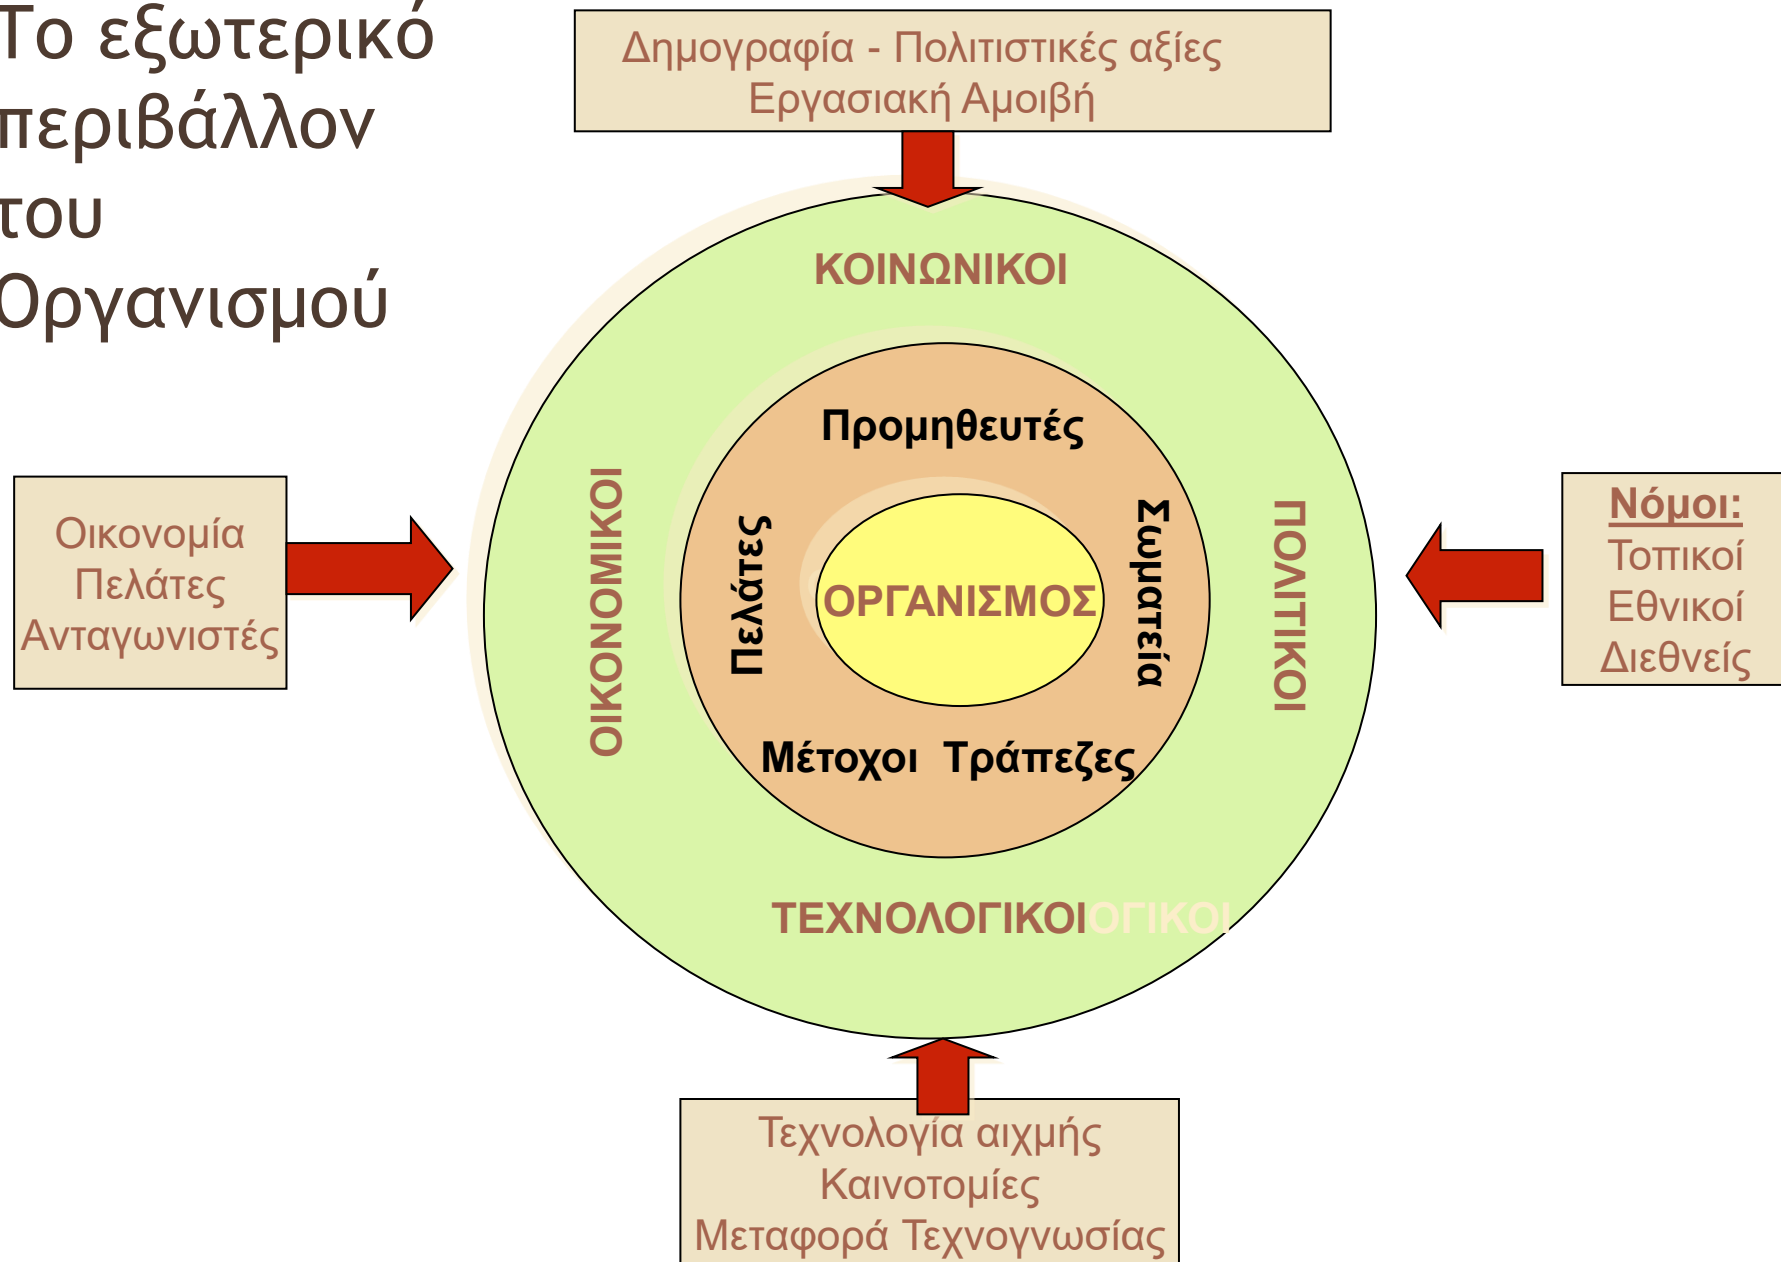 Το εξωτερικό
περιβάλλον
του
Οργανισμού
Δημογραφία - Πολιτιστικές αξίες
Εργασιακή Αμοιβή
ΚΟΙΝΩΝΙΚΟΙ
Προμηθευτές
Οικονομία
Πελάτες
Ανταγωνιστές
ΟΙΚΟΝΟΜΙΚΟΙ
Πελάτες
ΟΡΓΑΝΙΣΜΟΣ
Σωματεία
ΠΟΛΙΤΙΚΟΙ
Νόμοι:
Τοπικοί
Εθνικοί
Διεθνείς
Μέτοχοι Τράπεζες
ΤΕΧΝΟΛΟΓΙΚΟΙΟΓΙΚΟΙ
Τεχνολογία αιχμής
Καινοτομίες
Μεταφορά Τεχνογνωσίας